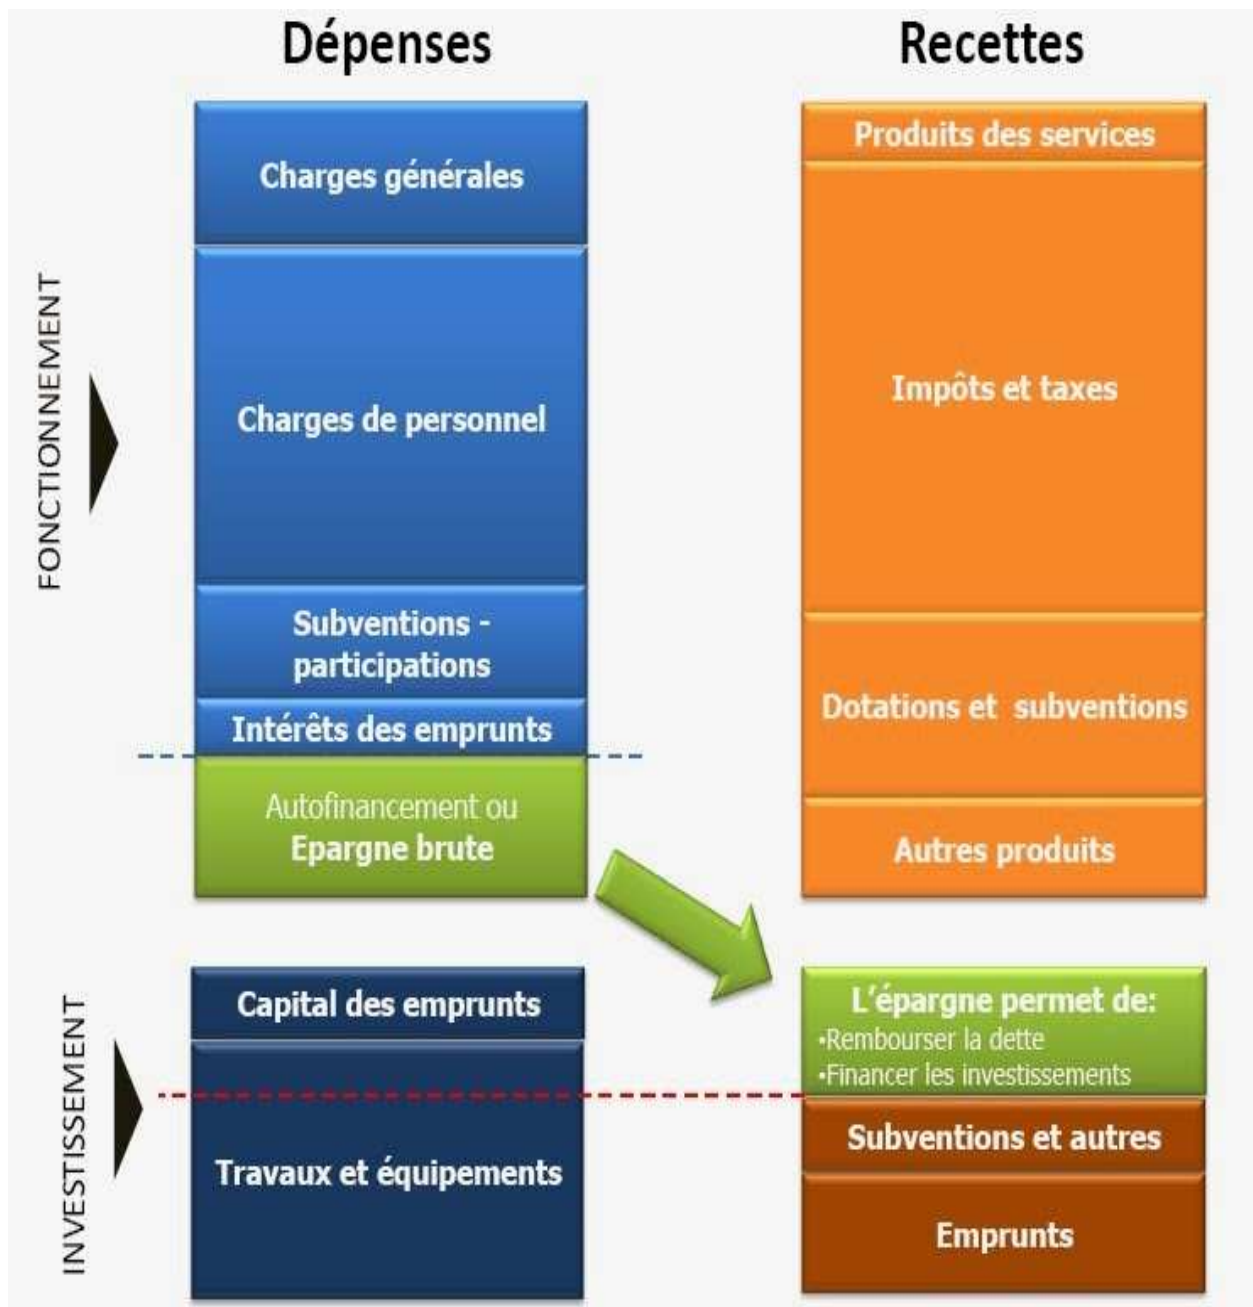 Dépenses
Recettes
FONCTIONNEMENT
Charges générales
Charges de personnel
Subventions -
participations
Intérêts des emprunts
Autofinancement ou
Epargne brute
Produits des services
Impôts et taxes
Dotations et subventions
Autres produits
INVESTISSEMENT
Capital des emprunts
Travaux et équipements
L'épargne permet de:
•Rembourser la dette
•Financer les investissements
Subventions et autres
Emprunts